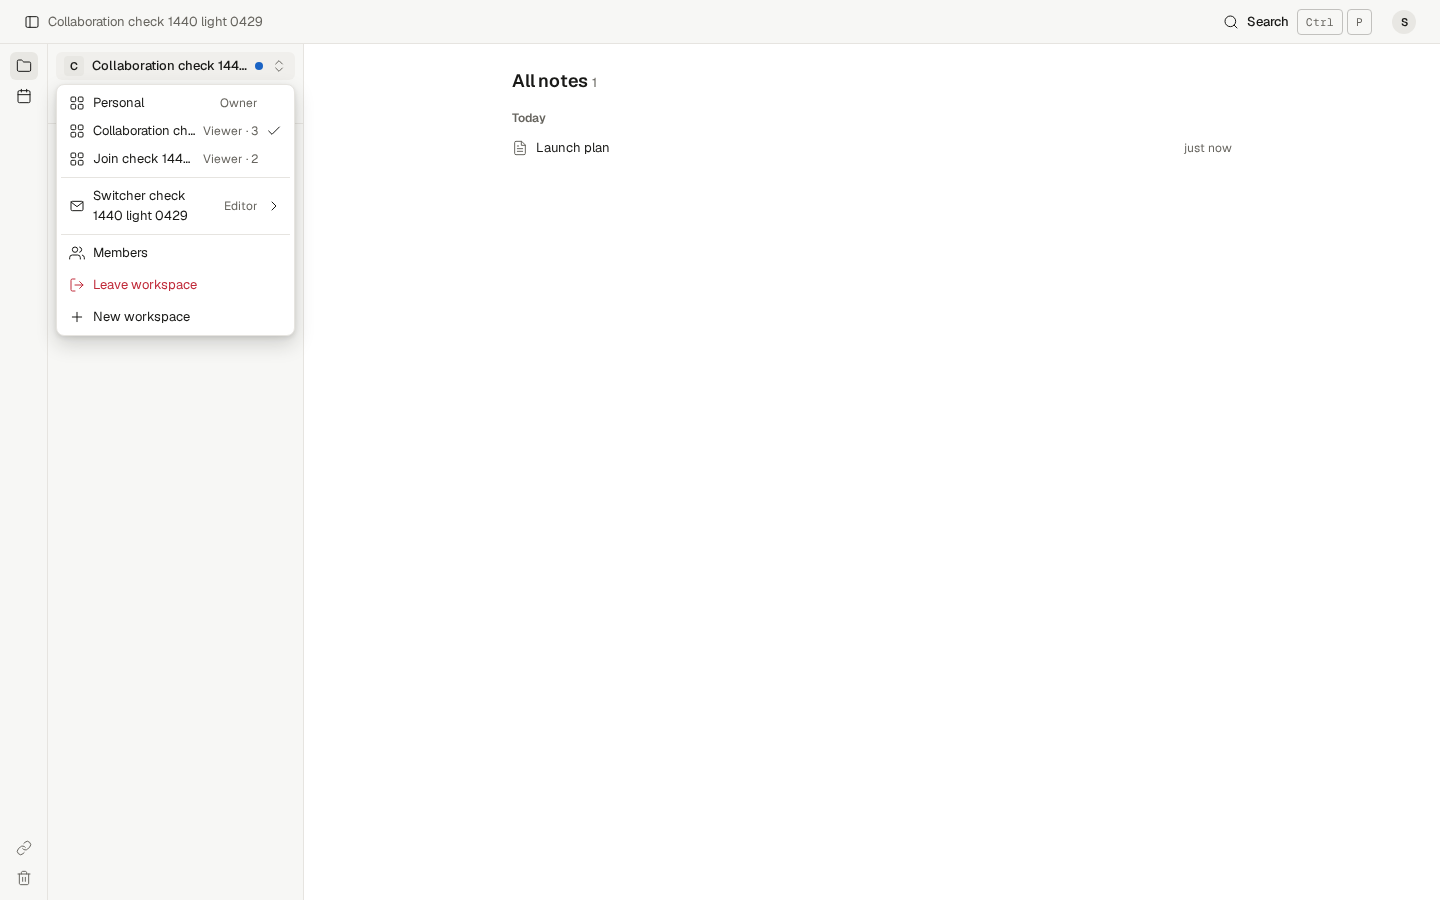 Collaboration check 1440 light 0429
Search Ctrl P S
C Collaboration check 144...
All notes 1
Personal Owner
Today
Collaboration ch... Viewer · 3
Launch plan just now
Join check 144... Viewer · 2
Switcher check
1440 light 0429
Editor
Members
Leave workspace
New workspace